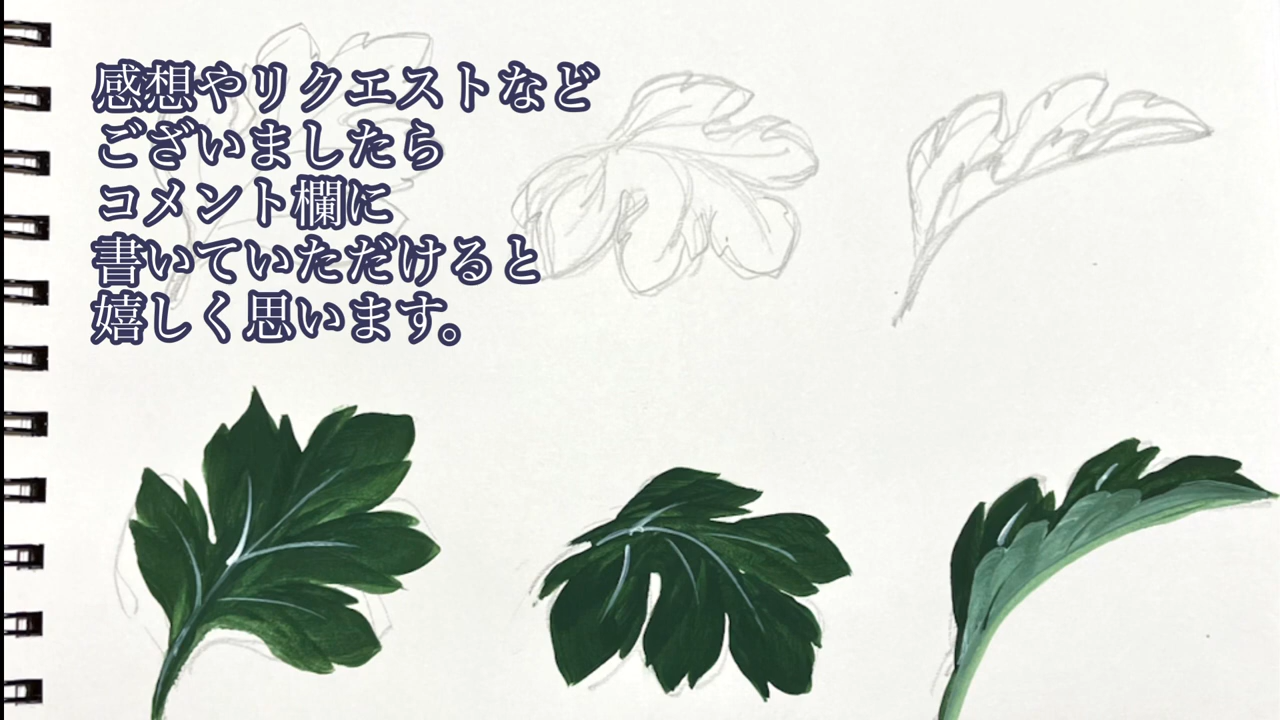 感想やリクエストなど
ございましたら
コメント欄に
書いていただけると
嬉しく思います。